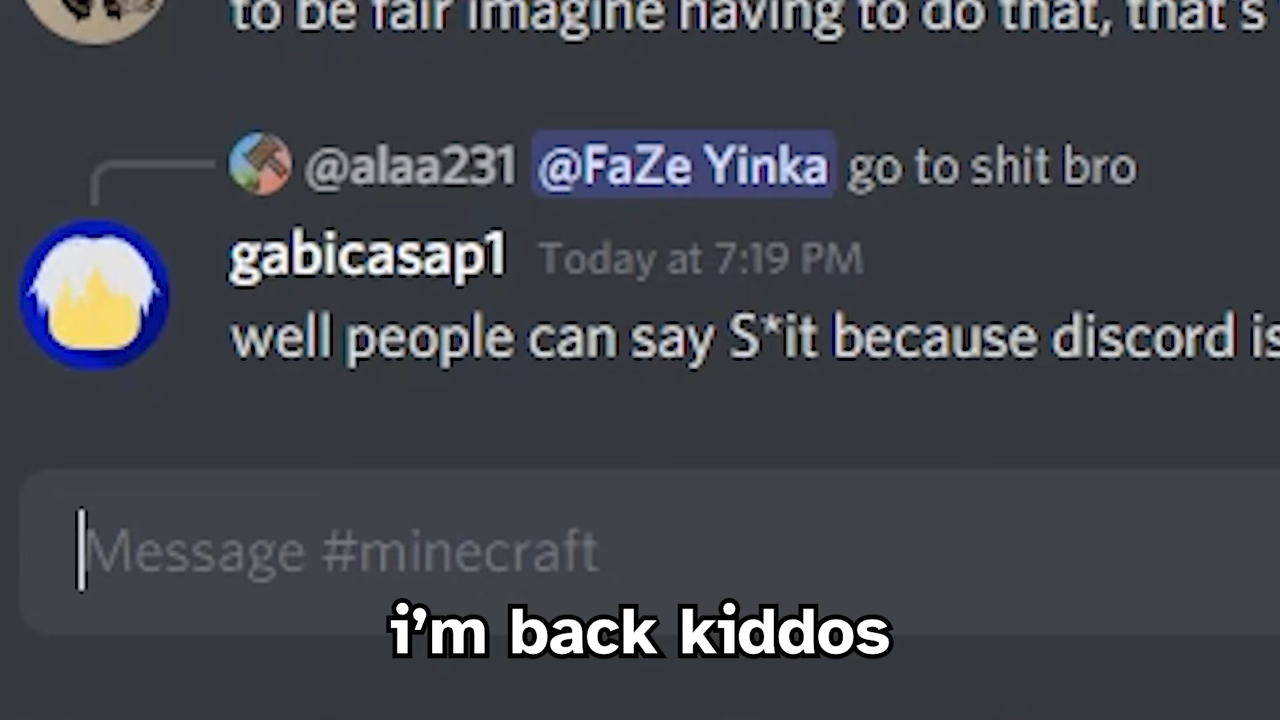 to be fair imagine having to do that, that's
@alaa231 @FaZe Yinka go to shit bro
gabicasap1 Today at 7:19 PM
well people can say S*it because discord is
Message #minecraft
i'm back kiddos